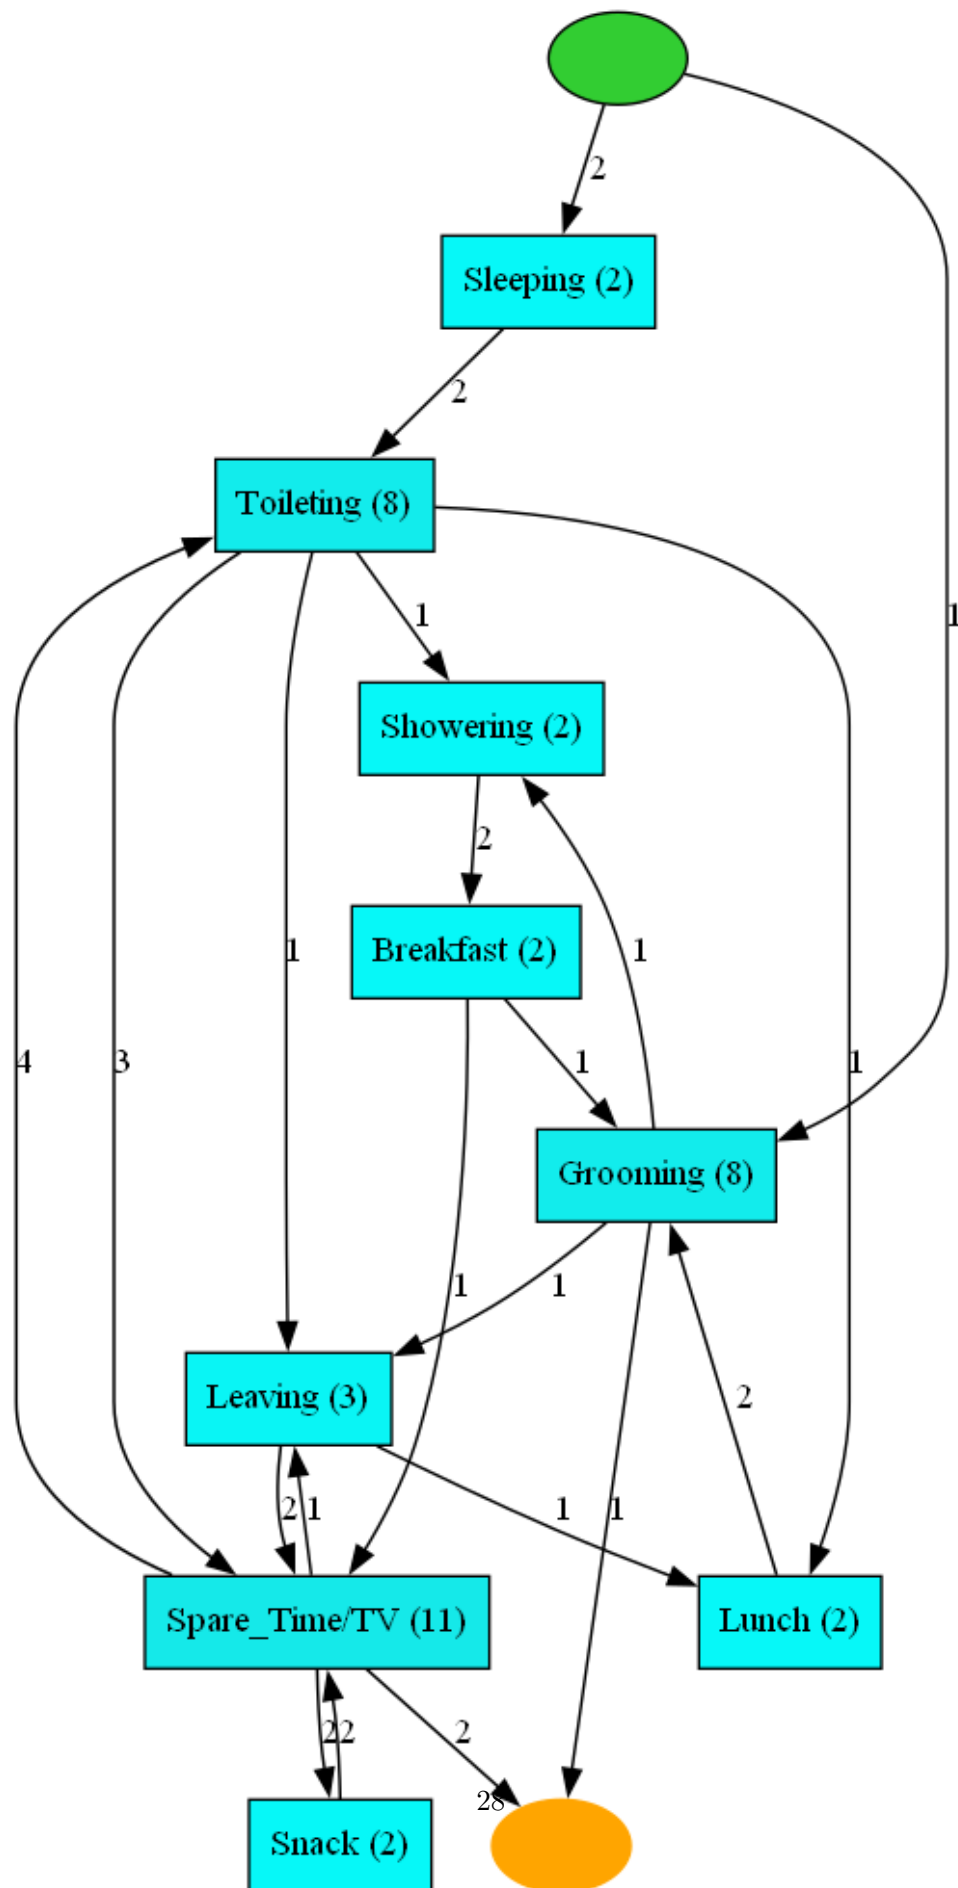 2
Sleeping (2)
2
Toileting (8)
1
1
Showering (2)
2
1
Breakfast (2)
1
4
3
1
1
Grooming (8)
1
1
Leaving (3)
2
2
1
1
1
Spare_Time/TV (11)
Lunch (2)
2
2
2
28
Snack (2)